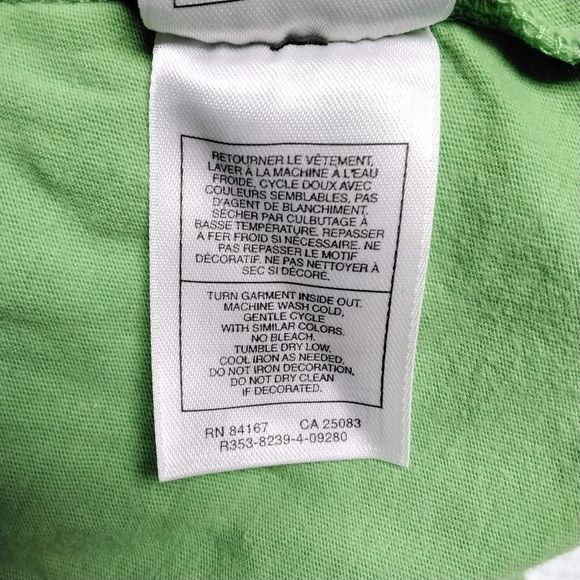 RETOURNER LE VÊTEMENT,
LAVER À LA MACHINE À L'EAU
FROIDE, CYCLE DOUX AVEC
COULEURS SEMBLABLES, PAS
D'AGENT DE BLANCHIMENT.
SÉCHER PAR CULBUTAGE À
BASSE TEMPÉRATURE. REPASSER
À FER FROID SI NÉCESSAIRE. NE
PAS REPASSER LE MOTIF
DÉCORATIF. NE PAS NETTOYER À
SEC SI DÉCORÉ.
TURN GARMENT INSIDE OUT.
MACHINE WASH COLD,
GENTLE CYCLE
WITH SIMILAR COLORS.
NO BLEACH.
TUMBLE DRY LOW.
COOL IRON AS NEEDED.
DO NOT IRON DECORATION.
DO NOT DRY CLEAN
IF DECORATED.
RN 84167 CA 25083
R353-8239-4-09280